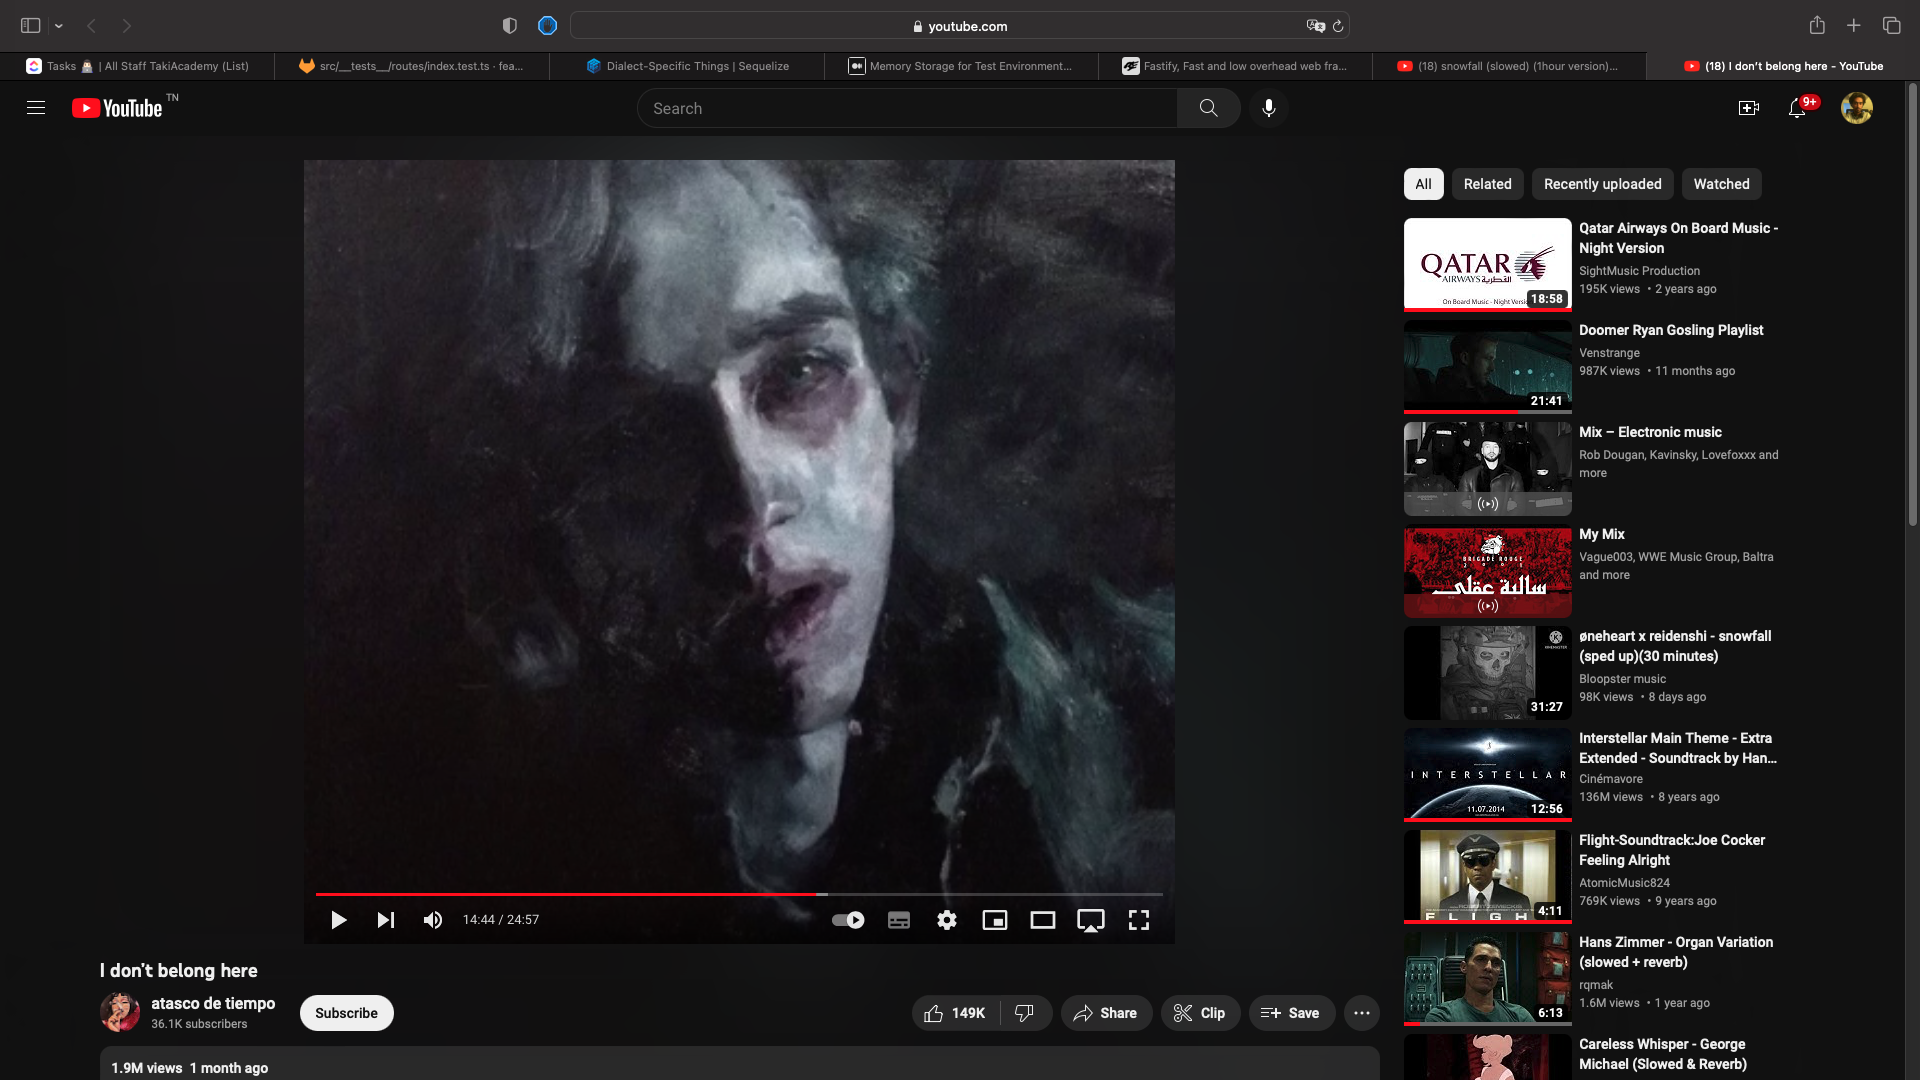 youtube.com
Tasks | All Staff TakiAcademy (List)
src/__tests__/routes/index.test.ts · fea...
Dialect-Specific Things | Sequelize
Memory Storage for Test Environment...
Fastify, Fast and low overhead web fra...
(18) snowfall (slowed) (1hour version)...
(18) I don’t belong here - YouTube
YouTube TN
Search
9+
All
Related
Recently uploaded
Watched
QATAR
AIRWAYS القطرية
On Board Music - Night Versi
18:58
Qatar Airways On Board Music -
Night Version
SightMusic Production
195K views • 2 years ago
21:41
Doomer Ryan Gosling Playlist
Venstrange
987K views • 11 months ago
Mix – Electronic music
Rob Dougan, Kavinsky, Lovefoxxx and
more
BRIGADE ROUGE
سالبة عقلي
My Mix
Vague003, WWE Music Group, Baltra
and more
KINEMASTER
31:27
øneheart x reidenshi - snowfall
(sped up)(30 minutes)
Bloopster music
98K views • 8 days ago
INTERSTELLAR
11.07.2014
12:56
Interstellar Main Theme - Extra
Extended - Soundtrack by Han...
Cinémavore
136M views • 8 years ago
FLIGH
4:11
Flight-Soundtrack:Joe Cocker
Feeling Alright
AtomicMusic824
769K views • 9 years ago
6:13
Hans Zimmer - Organ Variation
(slowed + reverb)
rqmak
1.6M views • 1 year ago
Careless Whisper - George
Michael (Slowed & Reverb)
14:44 / 24:57
I don’t belong here
atasco de tiempo
36.1K subscribers
Subscribe
149K
Share
Clip
Save
1.9M views 1 month ago